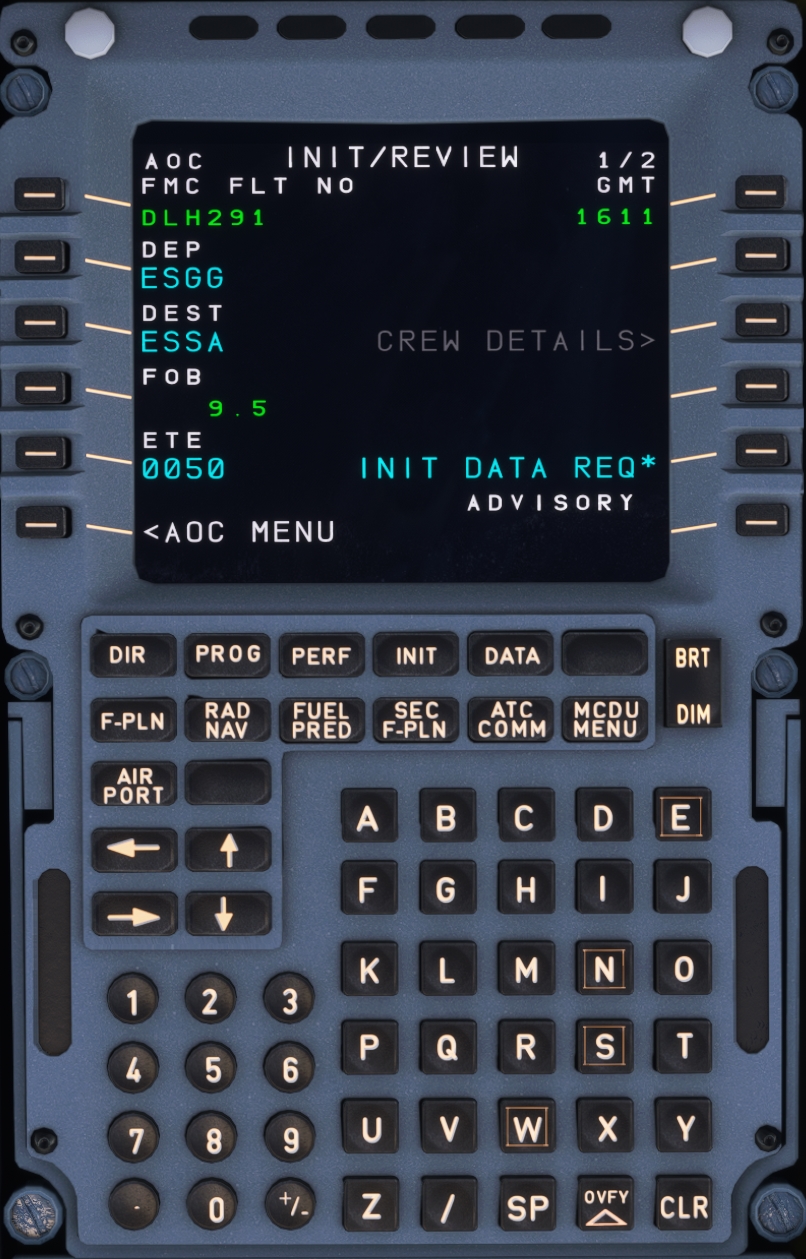 AOC INIT/REVIEW 1/2
FMC FLT NO GMT
DLH291 1611
DEP
ESGG
DEST
ESSA CREW DETAILS>
FOB
9.5
ETE
0050 INIT DATA REQ*
ADVISORY
<AOC MENU
DIR PROG PERF INIT DATA
BRT
DIM
F-PLN RAD NAV FUEL PRED SEC F-PLN ATC COMM MCDU MENU
AIR PORT
← ↑
→ ↓
A B C D E
F G H I J
K L M N O
P Q R S T
U V W X Y
Z / SP OVFY CLR
1 2 3
4 5 6
7 8 9
. 0 +/-